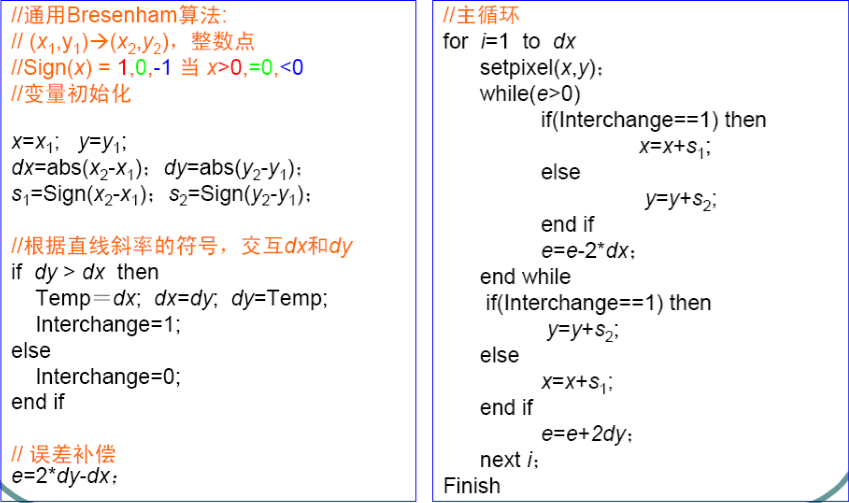 //通用Bresenham算法:
// (x₁,y₁)→(x₂,y₂)，整数点
//Sign(x) = 1,0,-1 当 x>0,=0,<0
//变量初始化
x=x₁; y=y₁;
dx=abs(x₂-x₁)；dy=abs(y₂-y₁)；
s₁=Sign(x₂-x₁)；s₂=Sign(y₂-y₁)；
//根据直线斜率的符号，交互dx和dy
if dy > dx then
Temp＝dx; dx=dy; dy=Temp;
Interchange=1;
else
Interchange=0;
end if
// 误差补偿
e=2*dy-dx；
//主循环
for i=1 to dx
setpixel(x,y)；
while(e>0)
if(Interchange==1) then
x=x+s₁;
else
y=y+s₂;
end if
e=e-2*dx；
end while
if(Interchange==1) then
y=y+s₂;
else
x=x+s₁;
end if
e=e+2dy；
next i；
Finish